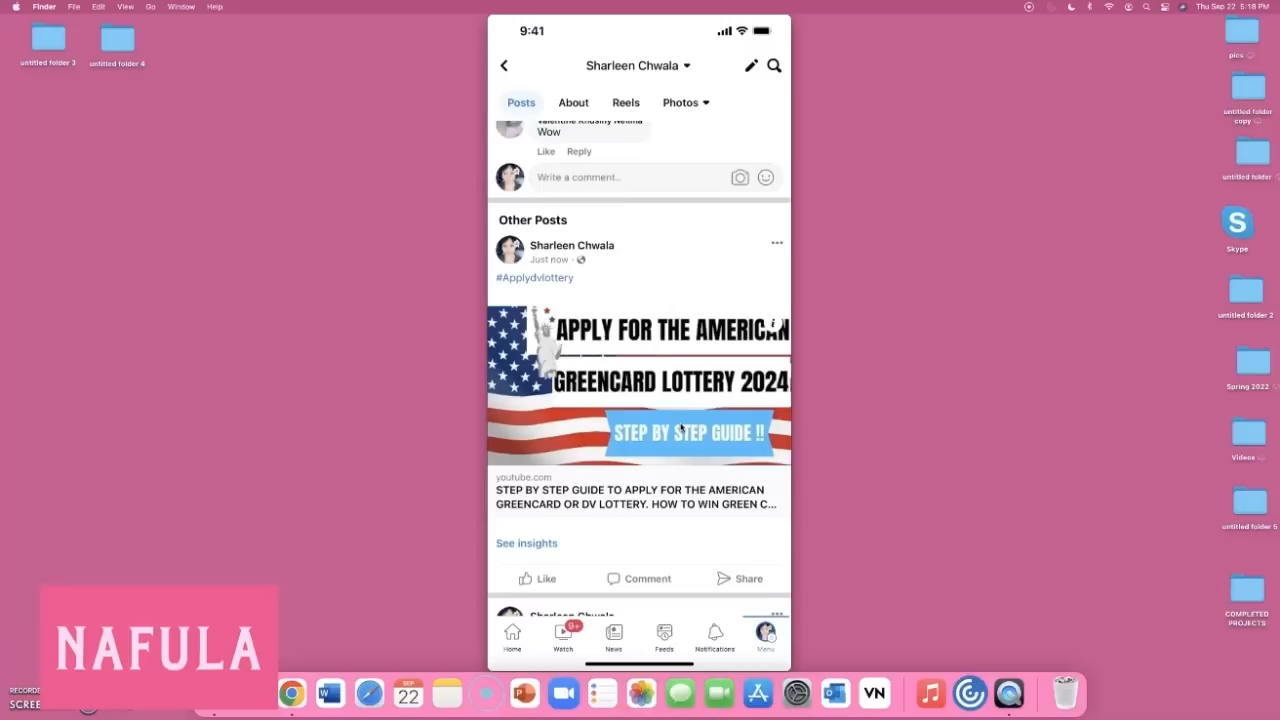 Finder File Edit View Go Window Help
Thu Sep 22 5:18 PM
untitled folder 3
untitled folder 4
pics
untitled folder copy
untitled folder
Skype
untitled folder 2
Spring 2022
Videos
untitled folder 5
COMPLETED PROJECTS
9:41
Sharleen Chwala
Posts About Reels Photos
Wow
Like Reply
Write a comment...
Other Posts
Sharleen Chwala
Just now
#Applydvlottery
APPLY FOR THE AMERICAN
GREENCARD LOTTERY 2024
STEP BY STEP GUIDE !!
youtube.com
STEP BY STEP GUIDE TO APPLY FOR THE AMERICAN
GREENCARD OR DV LOTTERY. HOW TO WIN GREEN C...
See insights
Like Comment Share
Sharleen Chwala
9+
Home Watch News Feeds Notifications Menu
NAFULA
SEP
22
VN